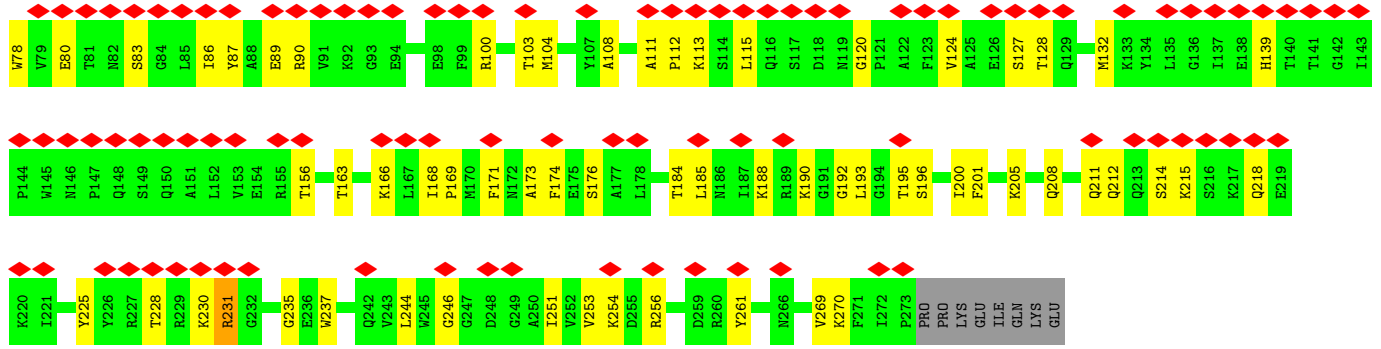 W78 V79 E80 T81 N82 S83 G84 L85 I86 Y87 A88 E89 R90 V91 K92 G93 E94 E98 F99 R100 T103 M104 Y107 A108 A111 P112 K113 S114 L115 Q116 S117 D118 N119 G120 P121 A122 F123 V124 A125 E126 S127 T128 Q129 M132 K133 Y134 L135 G136 I137 E138 H139 T140 T141 G142 I143
P144 W145 N146 P147 Q148 S149 Q150 A151 L152 V153 E154 R155 T156 T163 K166 L167 I168 P169 M170 F171 N172 A173 F174 E175 S176 A177 L178 T184 L185 N186 I187 K188 R189 K190 G191 G192 L193 G194 T195 S196 I200 F201 K205 Q208 Q211 Q212 Q213 S214 K215 S216 K217 Q218 E219
K220 I221 Y225 Y226 R227 T228 R229 K230 R231 G232 G235 E236 W237 Q242 V243 L244 W245 G246 G247 D248 G249 A250 I251 V252 V253 K254 D255 R256 D259 R260 Y261 N266 V269 K270 F271 I272 P273 PRO PRO LYS GLU ILE GLN LYS GLU